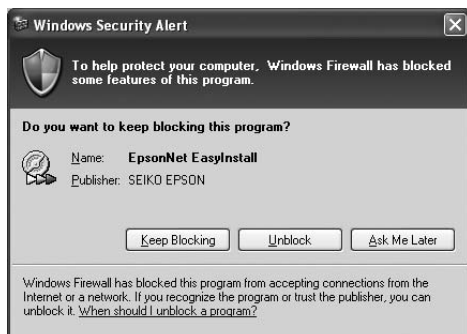 Windows Security Alert
To help protect your computer, Windows Firewall has blocked
some features of this program.
Do you want to keep blocking this program?
Name: EpsonNet EasyInstall
Publisher: SEIKO EPSON
Keep Blocking Unblock Ask Me Later
Windows Firewall has blocked this program from accepting connections from the
Internet or a network. If you recognize the program or trust the publisher, you can
unblock it. When should I unblock a program?